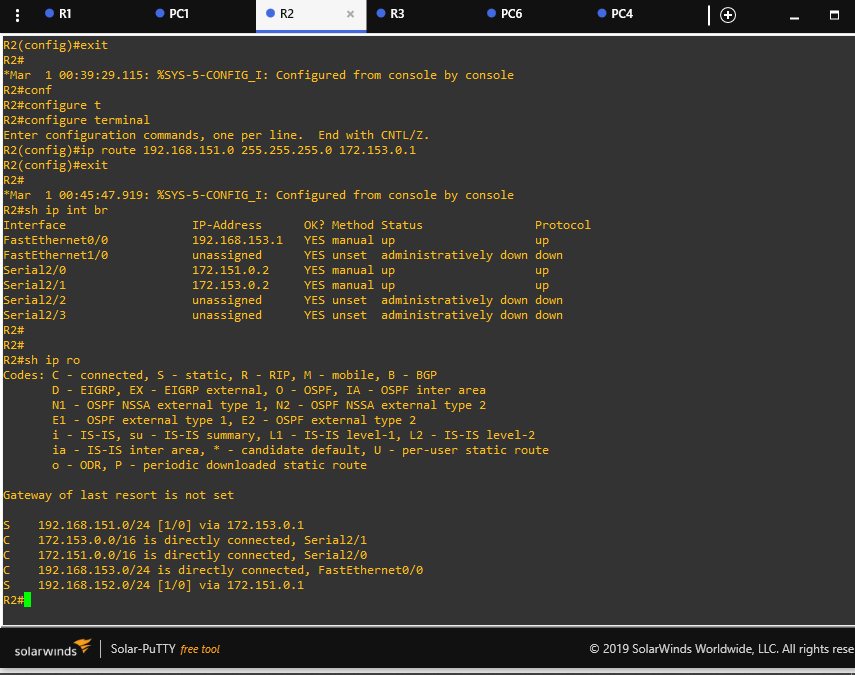 R1 PC1 R2 × R3 PC6 PC4
R2(config)#exit
R2#
*Mar  1 00:39:29.115: %SYS-5-CONFIG_I: Configured from console by console
R2#conf
R2#configure t
R2#configure terminal
Enter configuration commands, one per line.  End with CNTL/Z.
R2(config)#ip route 192.168.151.0 255.255.255.0 172.153.0.1
R2(config)#exit
R2#
*Mar  1 00:45:47.919: %SYS-5-CONFIG_I: Configured from console by console
R2#sh ip int br
Interface                  IP-Address      OK? Method Status                Protocol
FastEthernet0/0            192.168.153.1   YES manual up                    up
FastEthernet1/0            unassigned      YES unset  administratively down down
Serial2/0                  172.151.0.2     YES manual up                    up
Serial2/1                  172.153.0.2     YES manual up                    up
Serial2/2                  unassigned      YES unset  administratively down down
Serial2/3                  unassigned      YES unset  administratively down down
R2#
R2#
R2#sh ip ro
Codes: C - connected, S - static, R - RIP, M - mobile, B - BGP
       D - EIGRP, EX - EIGRP external, O - OSPF, IA - OSPF inter area
       N1 - OSPF NSSA external type 1, N2 - OSPF NSSA external type 2
       E1 - OSPF external type 1, E2 - OSPF external type 2
       i - IS-IS, su - IS-IS summary, L1 - IS-IS level-1, L2 - IS-IS level-2
       ia - IS-IS inter area, * - candidate default, U - per-user static route
       o - ODR, P - periodic downloaded static route
Gateway of last resort is not set
S    192.168.151.0/24 [1/0] via 172.153.0.1
C    172.153.0.0/16 is directly connected, Serial2/1
C    172.151.0.0/16 is directly connected, Serial2/0
C    192.168.153.0/24 is directly connected, FastEthernet0/0
S    192.168.152.0/24 [1/0] via 172.151.0.1
R2#
solarwinds Solar-PuTTY free tool © 2019 SolarWinds Worldwide, LLC. All rights rese